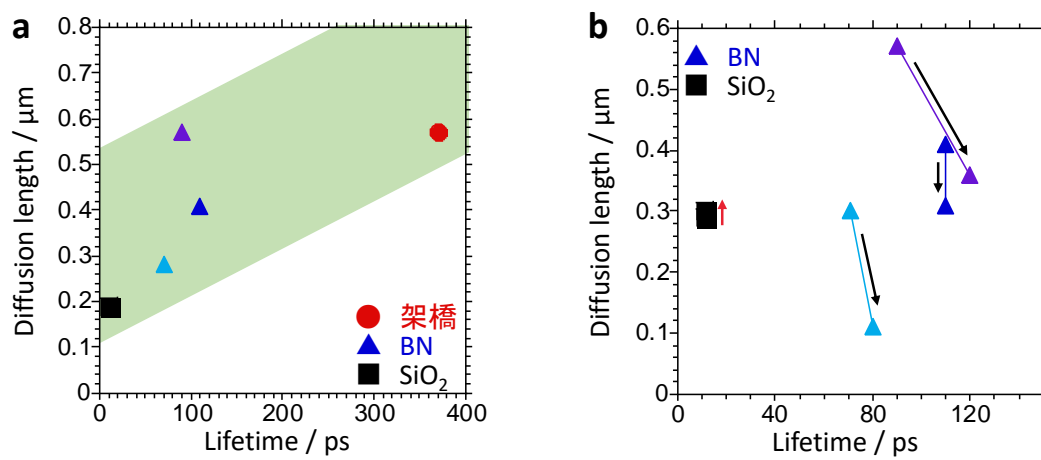 a
0.8
0.7
0.6
0.5
0.4
0.3
0.2
0.1
0
0 100 200 300 400
Diffusion length / μm
Lifetime / ps
架橋
BN
SiO₂
b
0.6
0.5
0.4
0.3
0.2
0.1
0
0 40 80 120
Diffusion length / μm
Lifetime / ps
BN
SiO₂